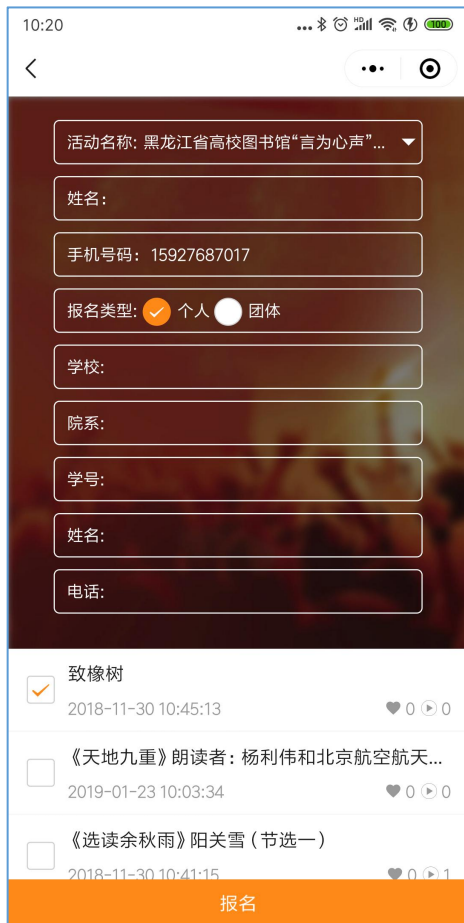 10:20
HD
100
活动名称: 黑龙江省高校图书馆“言为心声”...
姓名：
手机号码：15927687017
报名类型: 个人 团体
学校:
院系:
学号:
姓名:
电话:
致橡树
2018-11-30 10:45:13 0 0
《天地九重》朗读者：杨利伟和北京航空航天...
2019-01-23 10:03:34 0 0
《选读余秋雨》阳关雪（节选一）
2018-11-30 10:41:15 0 1
报名